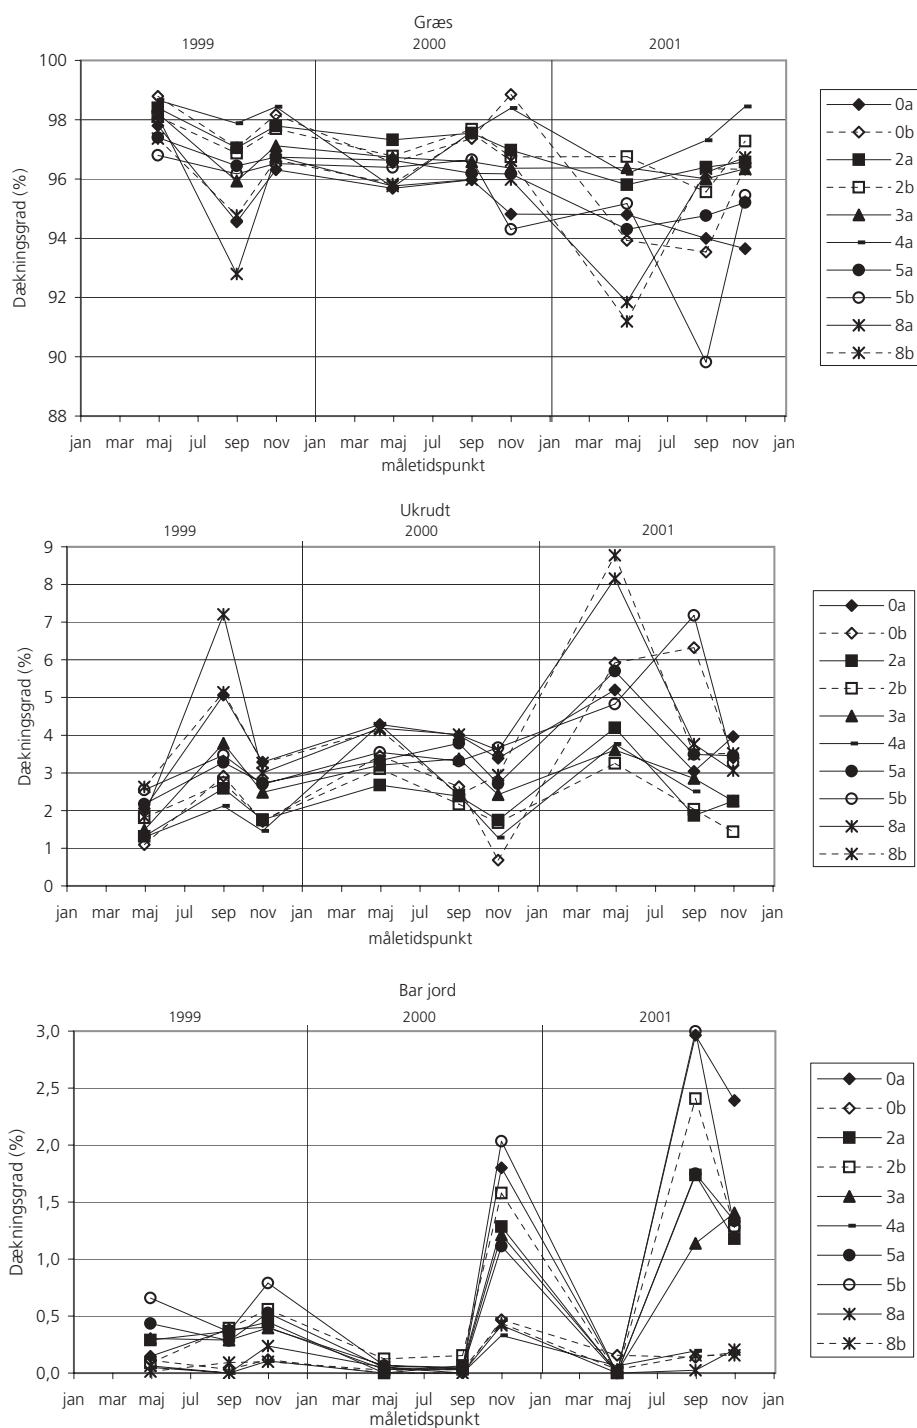 Græs
1999 2000 2001
100
98
96
94
92
90
88
Dækningsgrad (%)
jan mar maj jul sep nov jan mar maj jul sep nov jan mar maj jul sep nov jan
måletidspunkt
0a
0b
2a
2b
3a
4a
5a
5b
8a
8b
Ukrudt
1999 2000 2001
9
8
7
6
5
4
3
2
1
0
Dækningsgrad (%)
jan mar maj jul sep nov jan mar maj jul sep nov jan mar maj jul sep nov jan
måletidspunkt
0a
0b
2a
2b
3a
4a
5a
5b
8a
8b
Bar jord
1999 2000 2001
3,0
2,5
2,0
1,5
1,0
0,5
0,0
Dækningsgrad (%)
jan mar maj jul sep nov jan mar maj jul sep nov jan mar maj jul sep nov jan
måletidspunkt
0a
0b
2a
2b
3a
4a
5a
5b
8a
8b